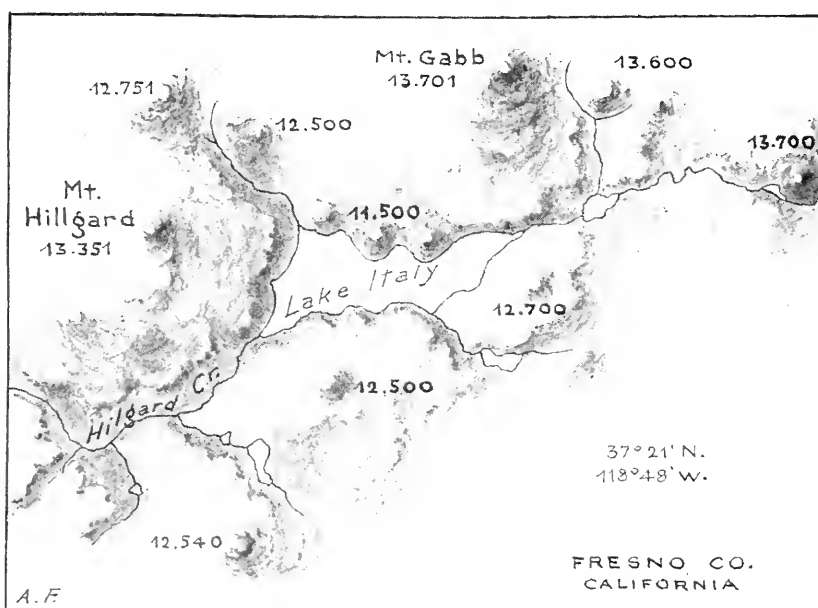 Mt. Gabb
13.701
13.600
12.751
12.500
13.700
Mt.
Hillgard
13.351
11.500
Lake Italy
12.700
Hilgard Cr.
12.500
37° 21' N.
118° 48' W.
12.540
FRESNO CO.
CALIFORNIA
A.F.